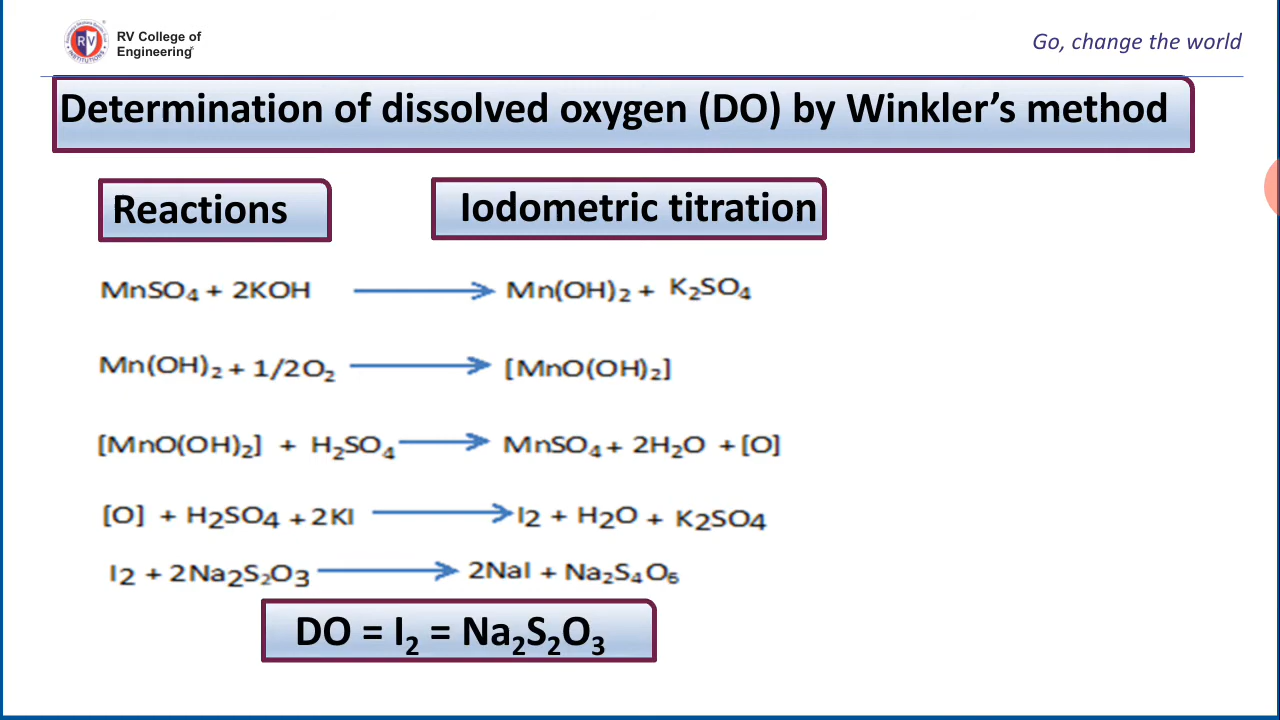 RV College of
Engineering
Go, change the world
Determination of dissolved oxygen (DO) by Winkler’s method
Reactions
Iodometric titration
MnSO₄ + 2KOH → Mn(OH)₂ + K₂SO₄
Mn(OH)₂ + 1/2O₂ → [MnO(OH)₂]
[MnO(OH)₂] + H₂SO₄ → MnSO₄ + 2H₂O + [O]
[O] + H₂SO₄ + 2KI → I₂ + H₂O + K₂SO₄
I₂ + 2Na₂S₂O₃ → 2NaI + Na₂S₄O₆
DO = I₂ = Na₂S₂O₃